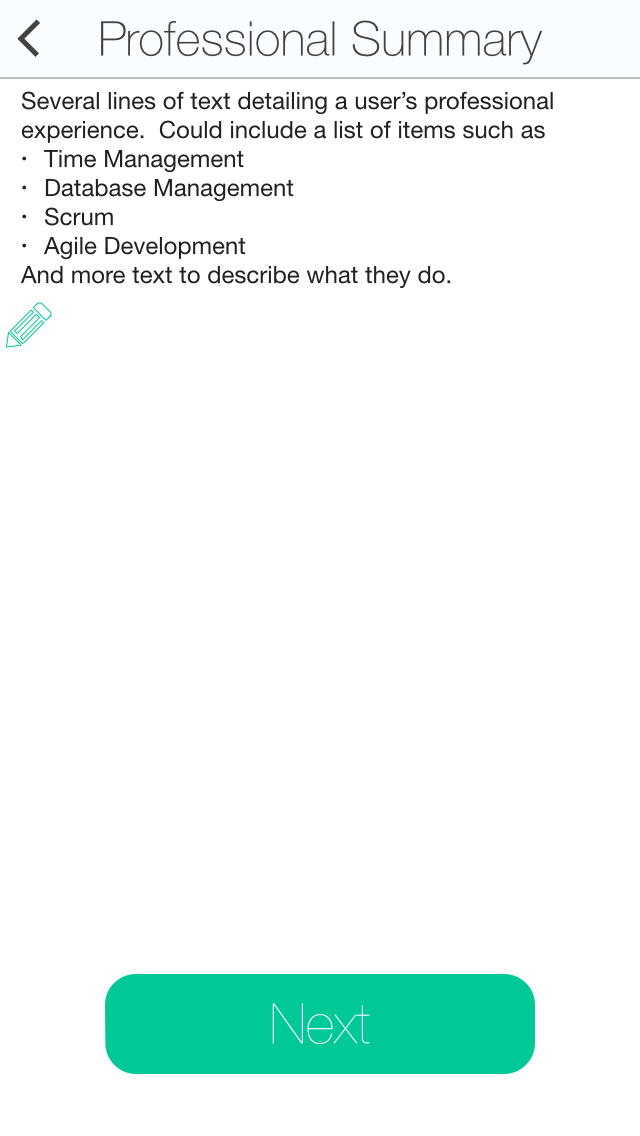 Professional Summary
Several lines of text detailing a user’s professional
experience.  Could include a list of items such as
· Time Management
· Database Management
· Scrum
· Agile Development
And more text to describe what they do.
Next